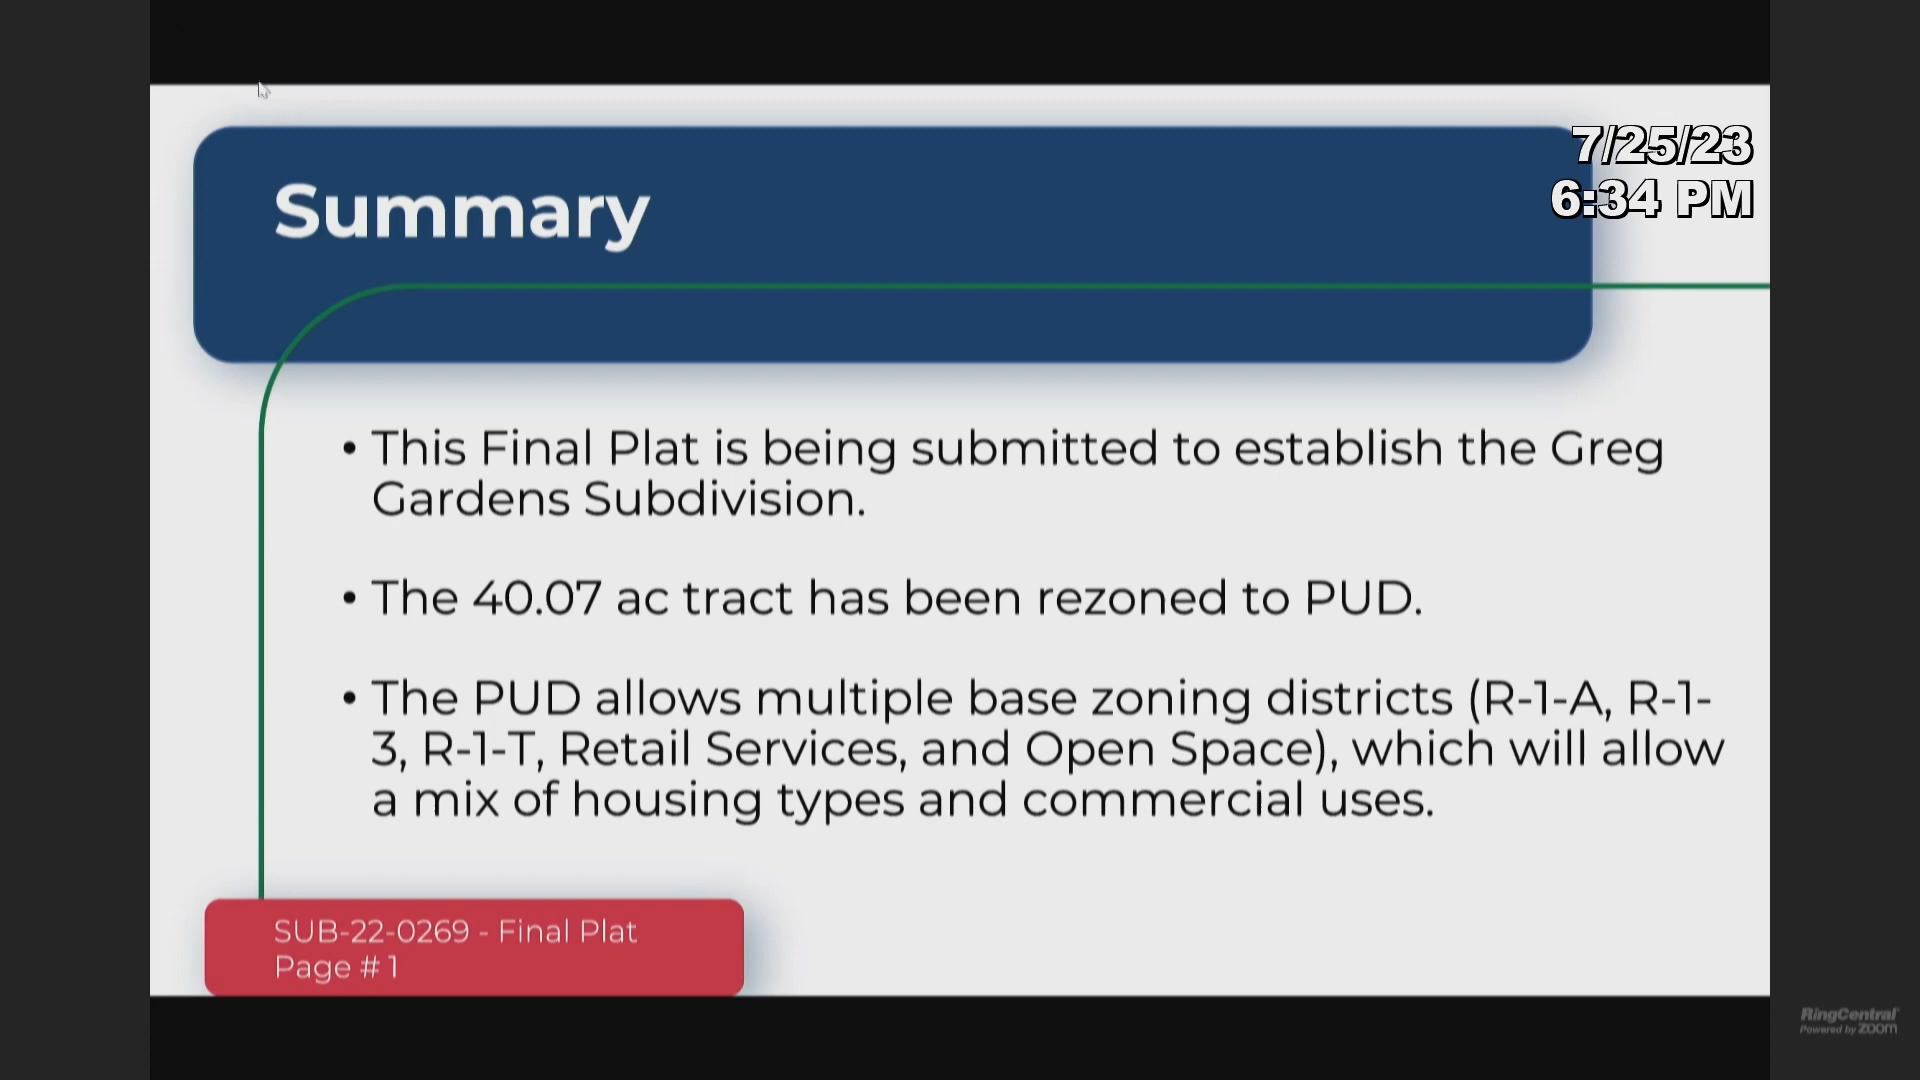 7/25/23
6:34 PM
Summary
• This Final Plat is being submitted to establish the Greg
Gardens Subdivision.
• The 40.07 ac tract has been rezoned to PUD.
• The PUD allows multiple base zoning districts (R-1-A, R-1-
3, R-1-T, Retail Services, and Open Space), which will allow
a mix of housing types and commercial uses.
SUB-22-0269 - Final Plat
Page # 1
RingCentral
Powered by zoom